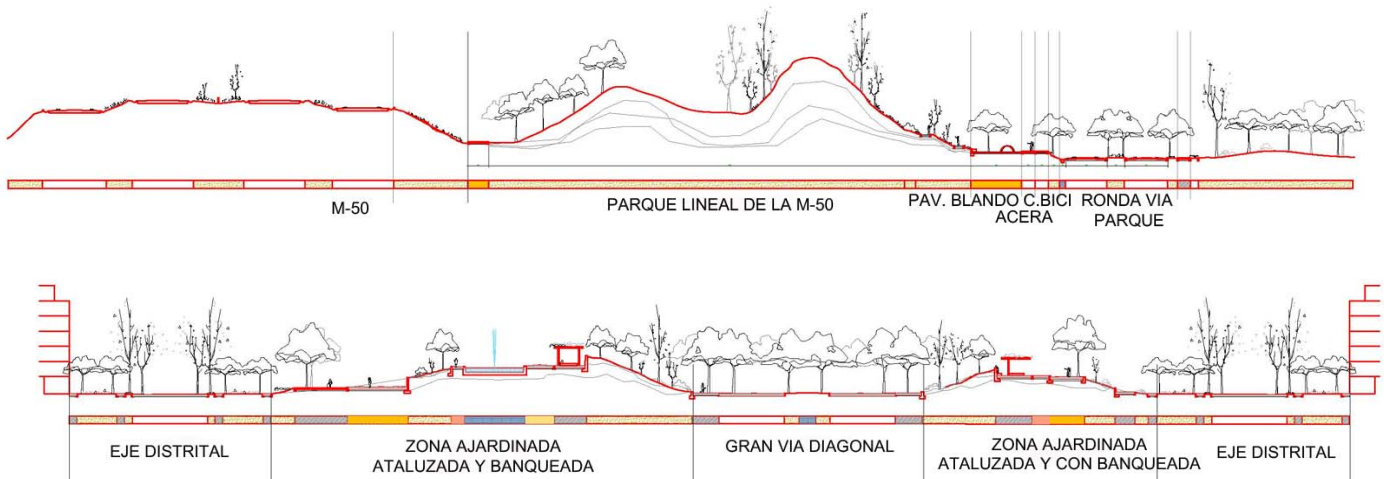 M-50
PARQUE LINEAL DE LA M-50
PAV. BLANDO C.BICI
ACERA
RONDA VIA
PARQUE
EJE DISTRITAL
ZONA AJARDINADA
ATALUZADA Y BANQUEADA
GRAN VIA DIAGONAL
ZONA AJARDINADA
ATALUZADA Y CON BANQUEADA
EJE DISTRITAL